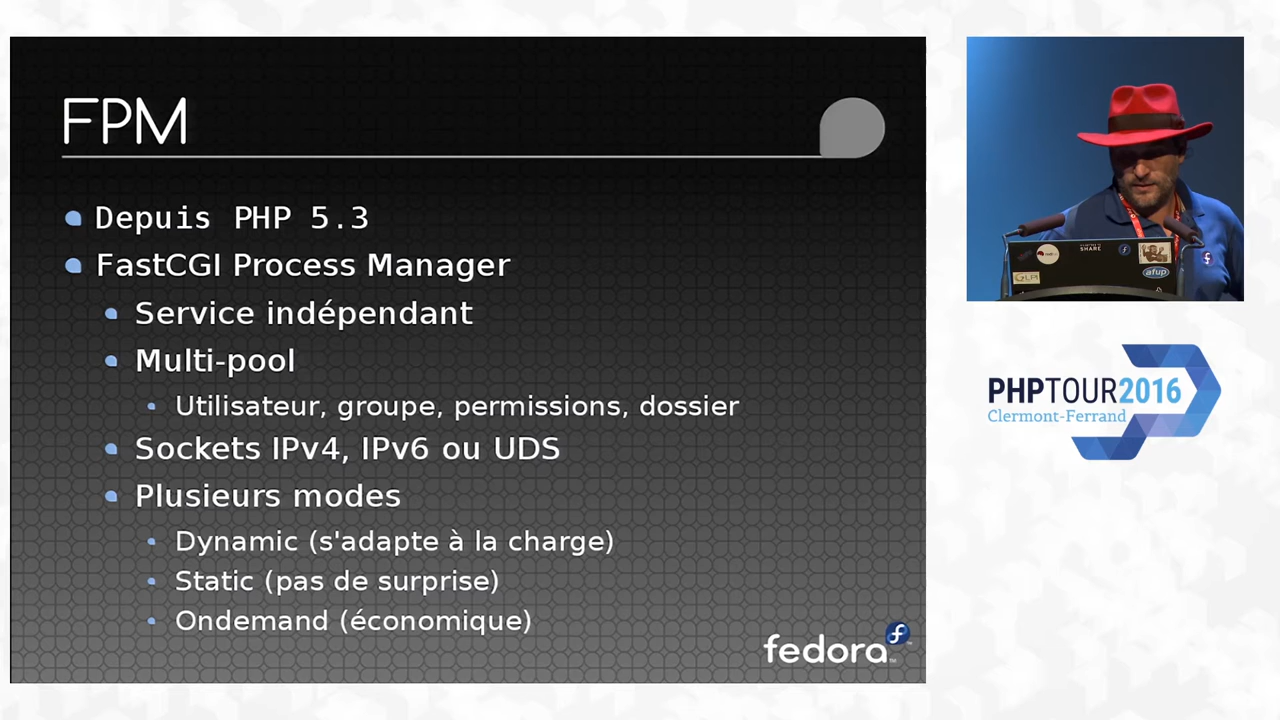 FPM
Depuis PHP 5.3
FastCGI Process Manager
Service indépendant
Multi-pool
Utilisateur, groupe, permissions, dossier
Sockets IPv4, IPv6 ou UDS
Plusieurs modes
Dynamic (s'adapte à la charge)
Static (pas de surprise)
Ondemand (économique)
fedora
SHARE
GLPI
afup
PHPTOUR2016
Clermont-Ferrand